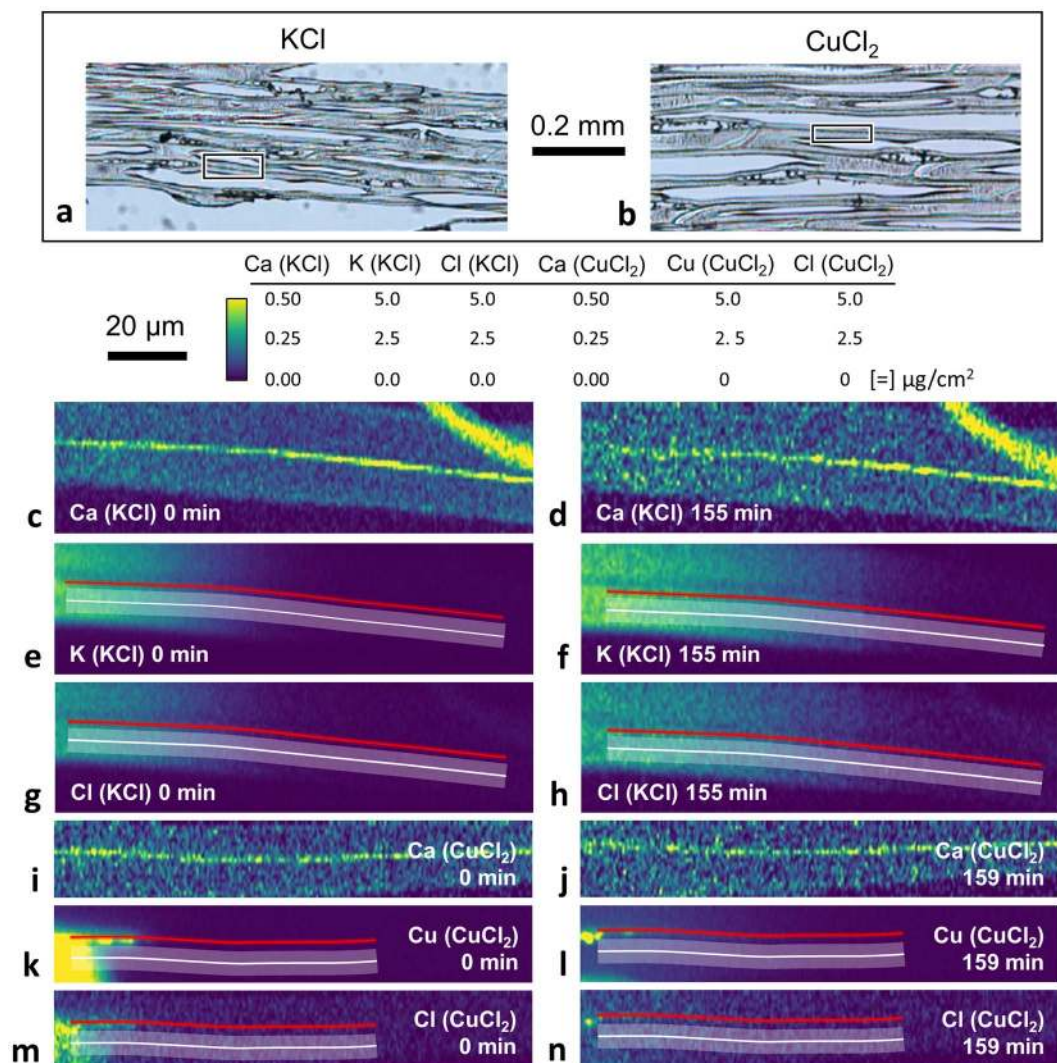 KCl
CuCl₂
0.2 mm
a
b
Ca (KCl) K (KCl) Cl (KCl) Ca (CuCl₂) Cu (CuCl₂) Cl (CuCl₂)
0.50 5.0 5.0 0.50 5.0 5.0
20 μm
0.25 2.5 2.5 0.25 2. 5 2.5
0.00 0.0 0.0 0.00 0 0 [=] μg/cm²
c Ca (KCl) 0 min
d Ca (KCl) 155 min
e K (KCl) 0 min
f K (KCl) 155 min
g Cl (KCl) 0 min
h Cl (KCl) 155 min
i Ca (CuCl₂)
0 min
j Ca (CuCl₂)
159 min
k Cu (CuCl₂)
0 min
l Cu (CuCl₂)
159 min
m Cl (CuCl₂)
0 min
n Cl (CuCl₂)
159 min